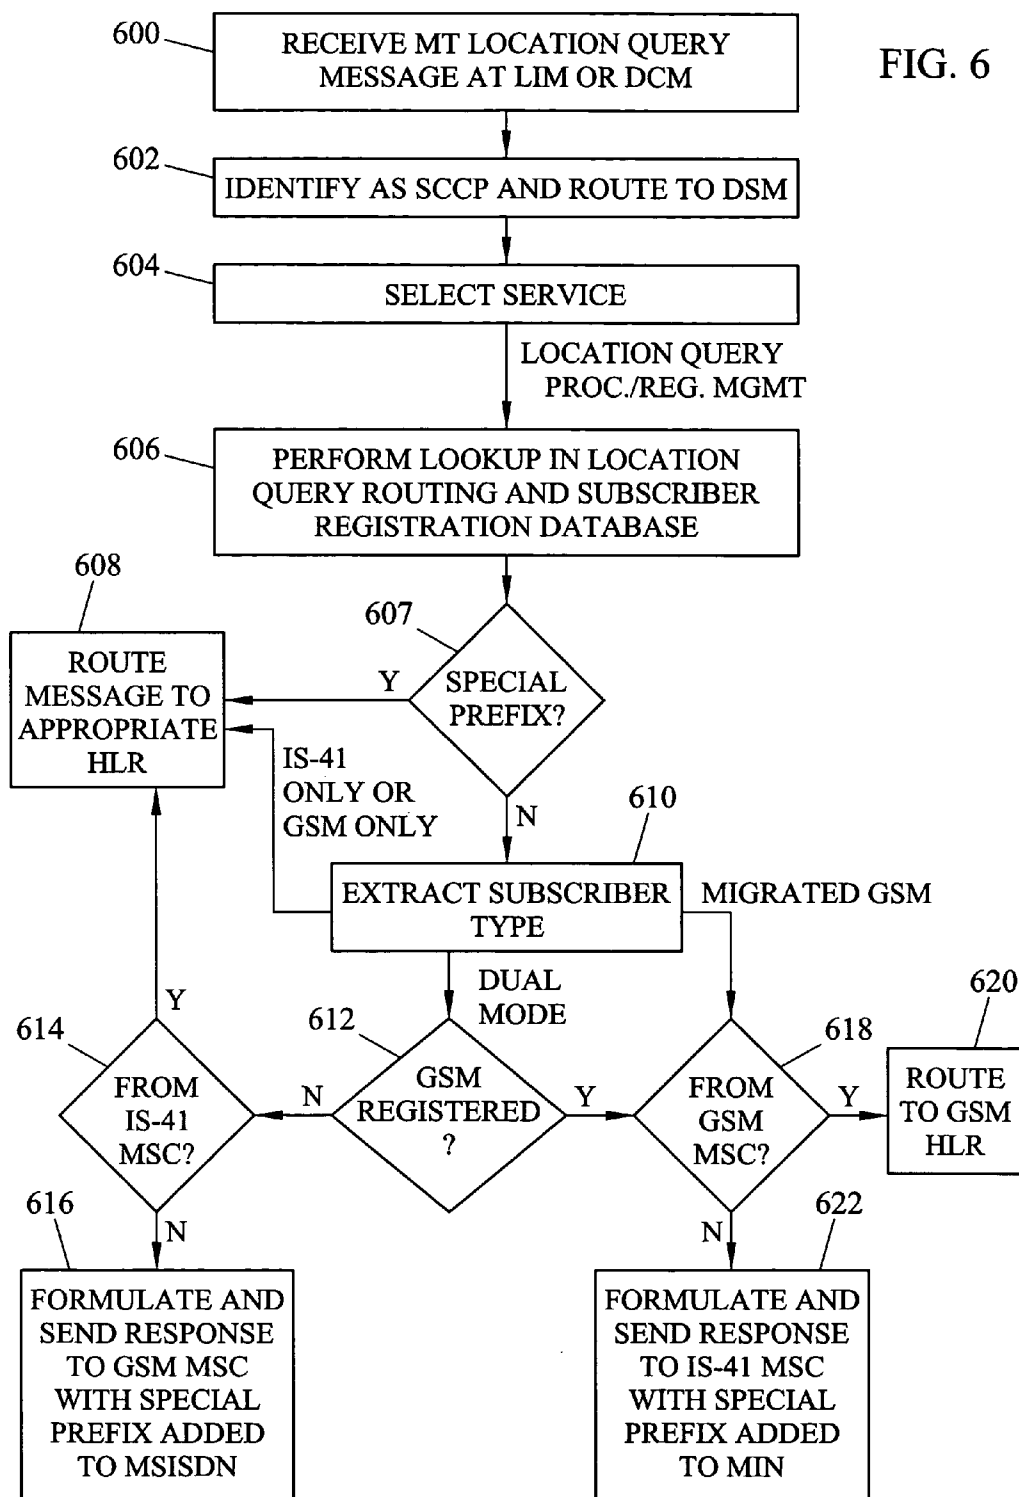 600
RECEIVE MT LOCATION QUERY
MESSAGE AT LIM OR DCM
FIG. 6
602
IDENTIFY AS SCCP AND ROUTE TO DSM
604
SELECT SERVICE
LOCATION QUERY
PROC./REG. MGMT
606
PERFORM LOOKUP IN LOCATION
QUERY ROUTING AND SUBSCRIBER
REGISTRATION DATABASE
608
ROUTE
MESSAGE TO
APPROPRIATE
HLR
607
SPECIAL
PREFIX?
Y
N
IS-41
ONLY OR
GSM ONLY
610
EXTRACT SUBSCRIBER
TYPE
MIGRATED GSM
DUAL
MODE
612
GSM
REGISTERED
?
N
Y
614
FROM
IS-41
MSC?
Y
N
618
FROM
GSM
MSC?
Y
N
620
ROUTE
TO GSM
HLR
616
FORMULATE AND
SEND RESPONSE
TO GSM MSC
WITH SPECIAL
PREFIX ADDED
TO MSISDN
622
FORMULATE AND
SEND RESPONSE
TO IS-41 MSC
WITH SPECIAL
PREFIX ADDED
TO MIN